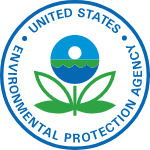 UNITED STATES
ENVIRONMENTAL PROTECTION AGENCY